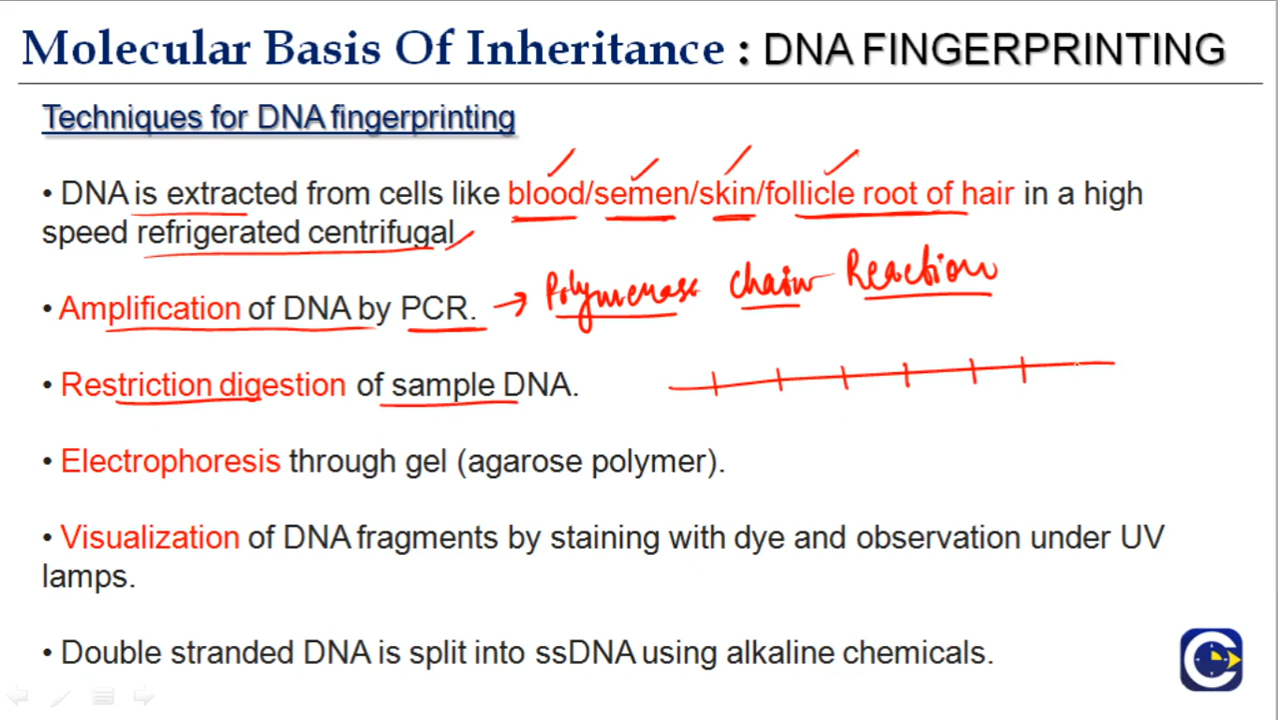 Molecular Basis Of Inheritance : DNA FINGERPRINTING
Techniques for DNA fingerprinting
• DNA is extracted from cells like blood/semen/skin/follicle root of hair in a high
speed refrigerated centrifugal
• Amplification of DNA by PCR. → Polymerase chain Reaction
• Restriction digestion of sample DNA.
• Electrophoresis through gel (agarose polymer).
• Visualization of DNA fragments by staining with dye and observation under UV
lamps.
• Double stranded DNA is split into ssDNA using alkaline chemicals.